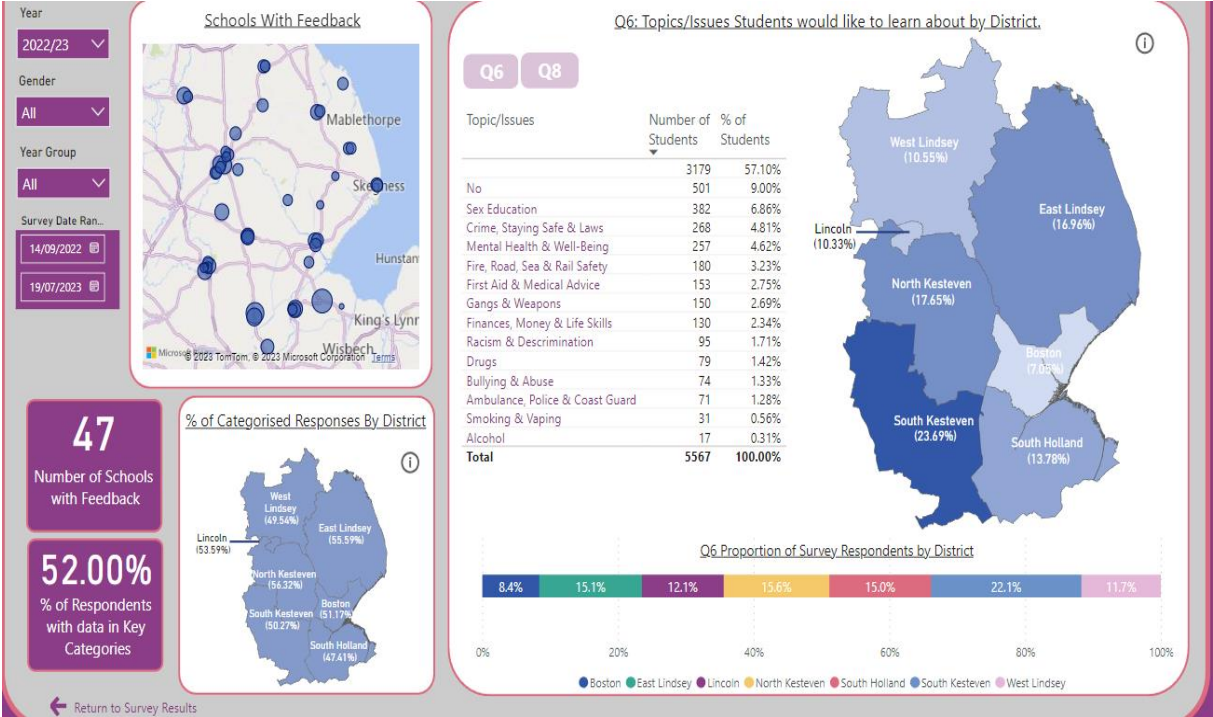 Year
2022/23
Gender
All
Year Group
All
Survey Date Ran...
14/09/2022
19/07/2023
Schools With Feedback
Mablethorpe
Skegness
Hunstan
King's Lynn
Wisbech
Microsoft
© 2023 TomTom, © 2023 Microsoft Corporation Terms
47
Number of Schools
with Feedback
52.00%
% of Respondents
with data in Key
Categories
% of Categorised Responses By District
West
Lindsey
(49.54%)
Lincoln
(53.59%)
East Lindsey
(55.59%)
North Kesteven
(56.32%)
Boston
(51.17%)
South Kesteven
(50.27%)
South Holland
(47.41%)
Return to Survey Results
Q6: Topics/Issues Students would like to learn about by District.
Q6 Q8
Topic/Issues Number of Students % of Students
3179 57.10%
No 501 9.00%
Sex Education 382 6.86%
Crime, Staying Safe & Laws 268 4.81%
Mental Health & Well-Being 257 4.62%
Fire, Road, Sea & Rail Safety 180 3.23%
First Aid & Medical Advice 153 2.75%
Gangs & Weapons 150 2.69%
Finances, Money & Life Skills 130 2.34%
Racism & Descrimination 95 1.71%
Drugs 79 1.42%
Bullying & Abuse 74 1.33%
Ambulance, Police & Coast Guard 71 1.28%
Smoking & Vaping 31 0.56%
Alcohol 17 0.31%
Total 5567 100.00%
West Lindsey
(10.55%)
East Lindsey
(16.96%)
Lincoln
(10.33%)
North Kesteven
(17.65%)
Boston
South Kesteven
(23.69%)
South Holland
(13.78%)
Q6 Proportion of Survey Respondents by District
8.4% 15.1% 12.1% 15.6% 15.0% 22.1% 11.7%
0% 20% 40% 60% 80% 100%
Boston East Lindsey Lincoln North Kesteven South Holland South Kesteven West Lindsey